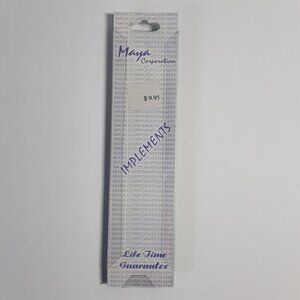 Maya
Corporation
$9.95
IMPLEMENTS
Life Time
Guarantee